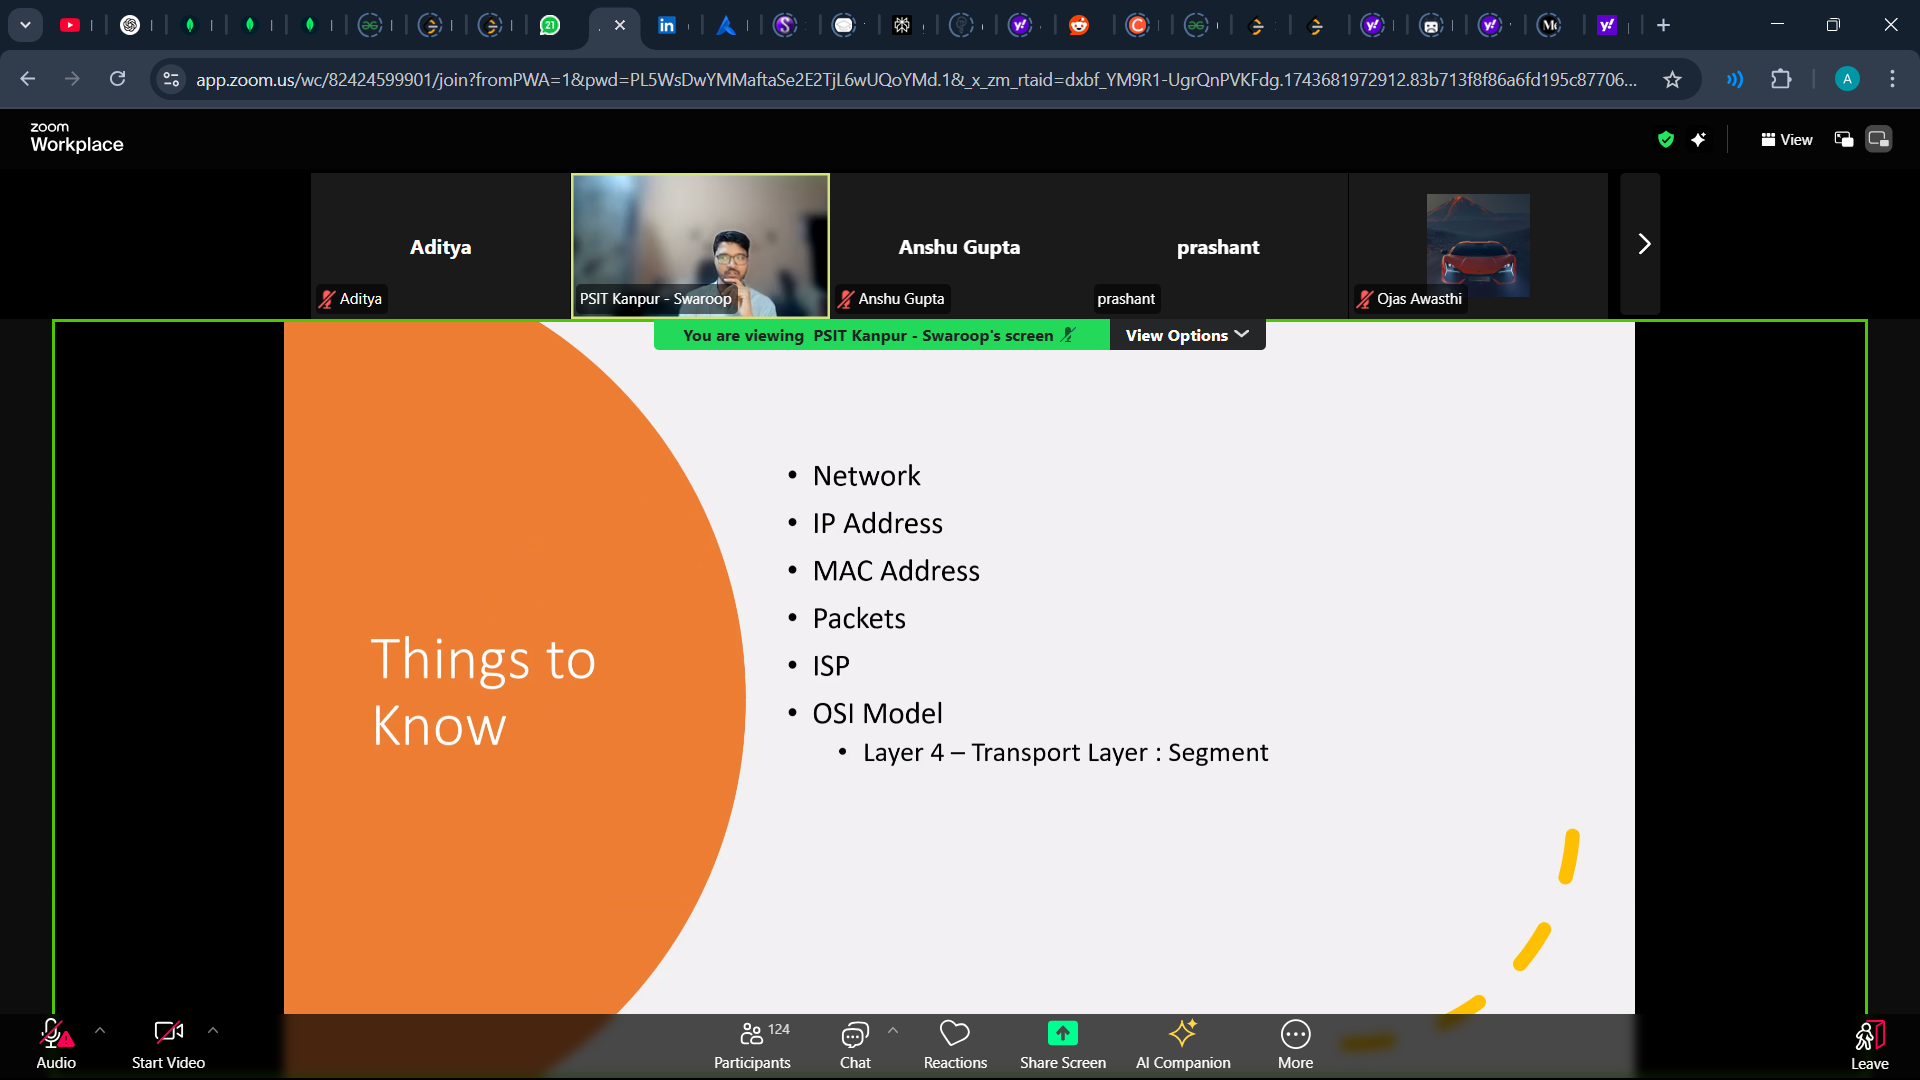 21
app.zoom.us/wc/82424599901/join?fromPWA=1&pwd=PL5WsDwYMMaftaSe2E2TjL6wUQoYMd.1&_x_zm_rtaid=dxbf_YM9R1-UgrQnPVKFdg.1743681972912.83b713f8f86a6fd195c87706...
A
zoom
Workplace
View
Aditya
Anshu Gupta
prashant
Aditya
PSIT Kanpur - Swaroop
Anshu Gupta
prashant
Ojas Awasthi
You are viewing PSIT Kanpur - Swaroop's screen
View Options
• Network
• IP Address
• MAC Address
• Packets
• ISP
• OSI Model
• Layer 4 – Transport Layer : Segment
Things to
Know
124
Audio
Start Video
Participants
Chat
Reactions
Share Screen
AI Companion
More
Leave